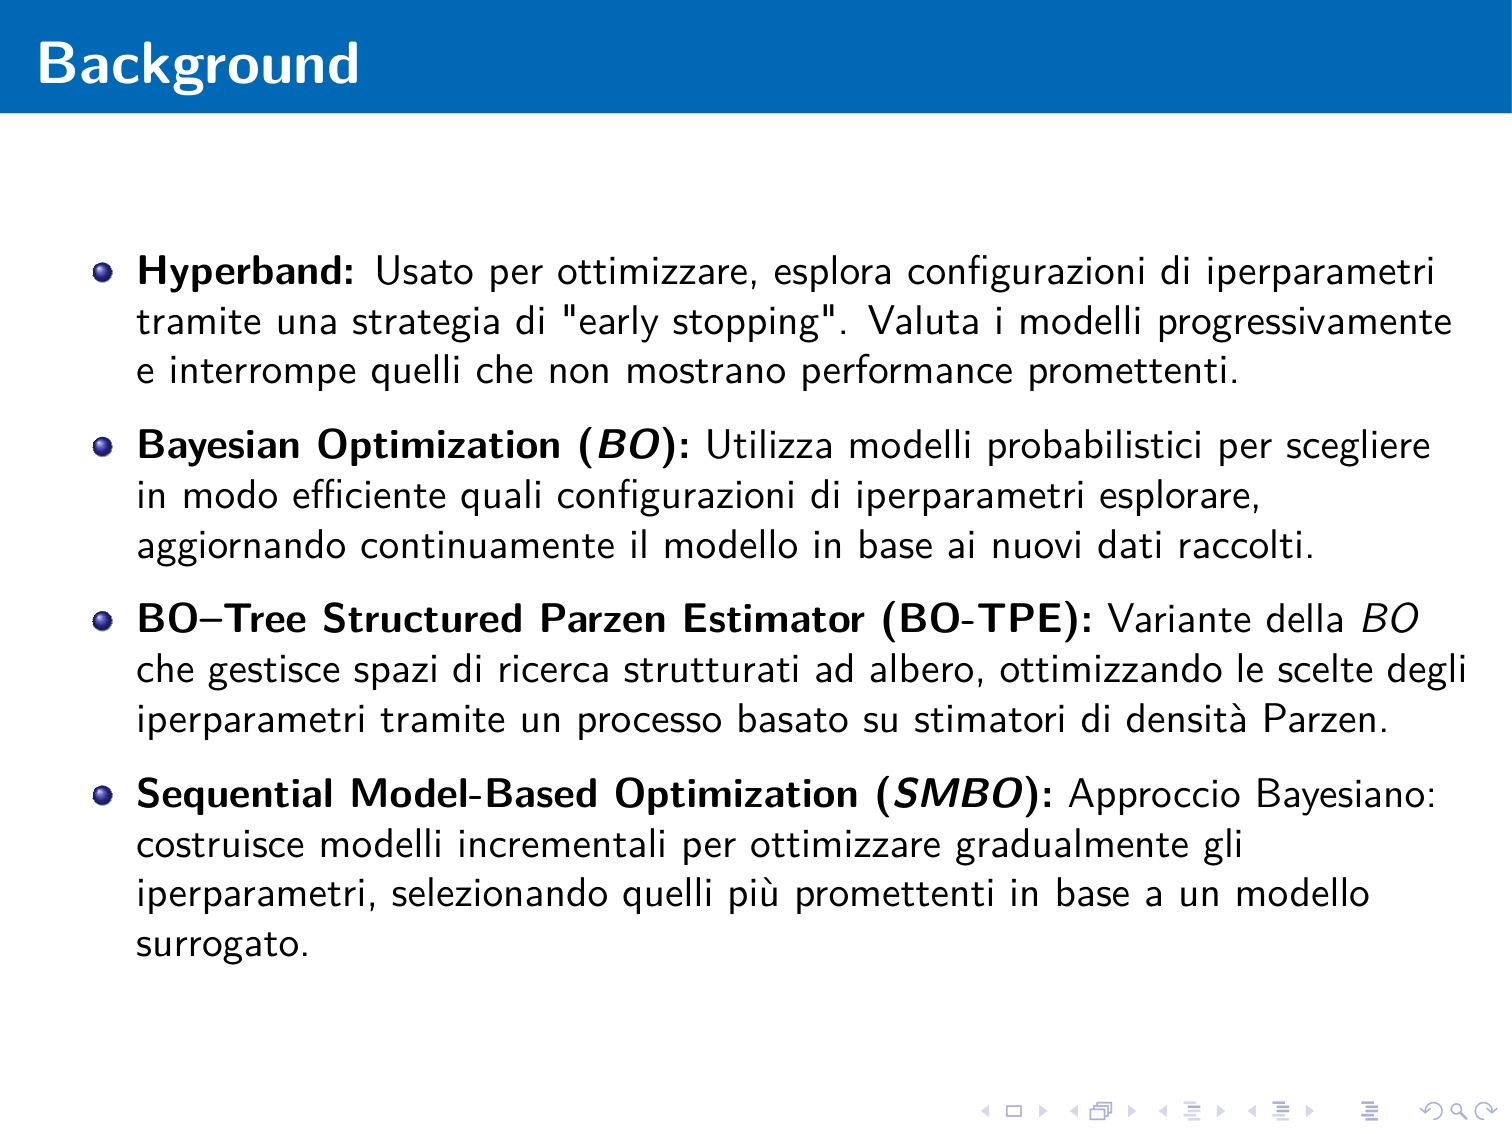 Background
Hyperband: Usato per ottimizzare, esplora configurazioni di iperparametri
tramite una strategia di "early stopping". Valuta i modelli progressivamente
e interrompe quelli che non mostrano performance promettenti.
Bayesian Optimization (BO): Utilizza modelli probabilistici per scegliere
in modo efficiente quali configurazioni di iperparametri esplorare,
aggiornando continuamente il modello in base ai nuovi dati raccolti.
BO–Tree Structured Parzen Estimator (BO-TPE): Variante della BO
che gestisce spazi di ricerca strutturati ad albero, ottimizzando le scelte degli
iperparametri tramite un processo basato su stimatori di densità Parzen.
Sequential Model-Based Optimization (SMBO): Approccio Bayesiano:
costruisce modelli incrementali per ottimizzare gradualmente gli
iperparametri, selezionando quelli più promettenti in base a un modello
surrogato.